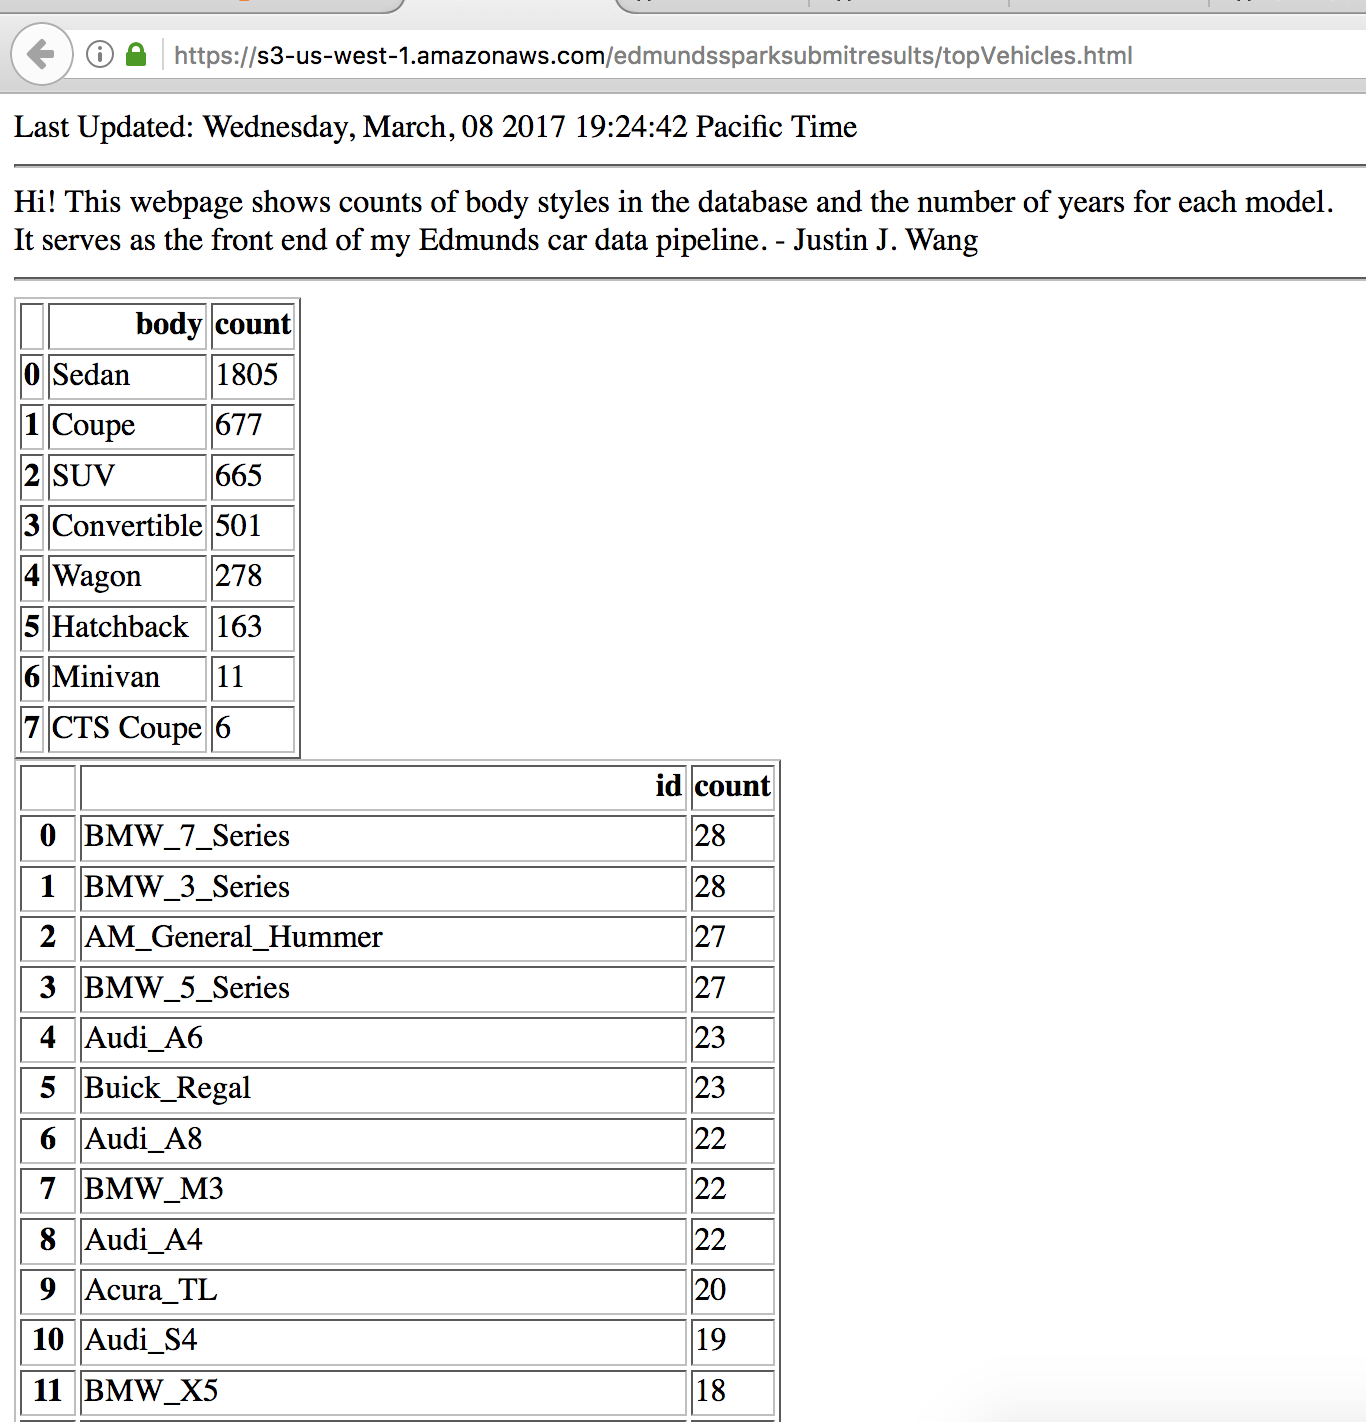 https://s3-us-west-1.amazonaws.com/edmundssparksubmitresults/topVehicles.html
Last Updated: Wednesday, March, 08 2017 19:24:42 Pacific Time
Hi! This webpage shows counts of body styles in the database and the number of years for each model.
It serves as the front end of my Edmunds car data pipeline. - Justin J. Wang
body count
0 Sedan 1805
1 Coupe 677
2 SUV 665
3 Convertible 501
4 Wagon 278
5 Hatchback 163
6 Minivan 11
7 CTS Coupe 6
id count
0 BMW_7_Series 28
1 BMW_3_Series 28
2 AM_General_Hummer 27
3 BMW_5_Series 27
4 Audi_A6 23
5 Buick_Regal 23
6 Audi_A8 22
7 BMW_M3 22
8 Audi_A4 22
9 Acura_TL 20
10 Audi_S4 19
11 BMW_X5 18